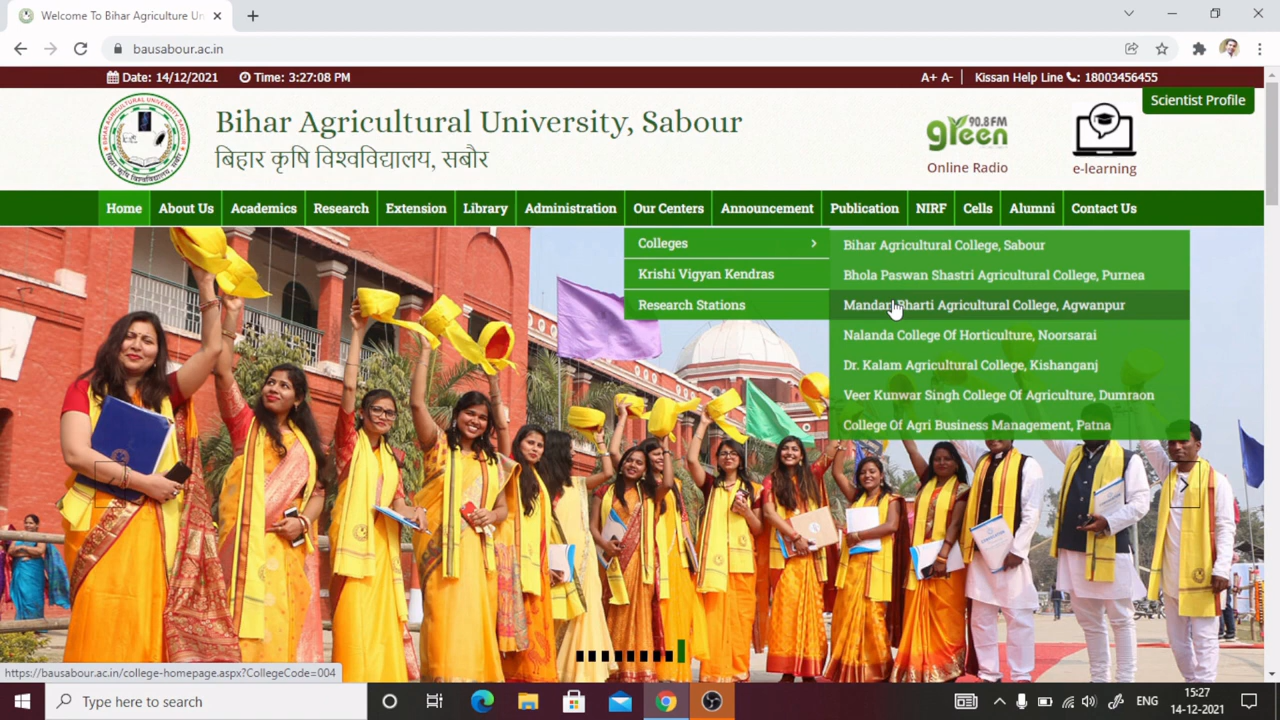 Welcome To Bihar Agriculture Un
bausabour.ac.in
Date: 14/12/2021 Time: 3:27:08 PM A+ A- Kissan Help Line : 18003456455
Scientist Profile
Bihar Agricultural University, Sabour
बिहार कृषि विश्वविद्यालय, सबौर
90.8 FM
green
Online Radio
e-learning
Home About Us Academics Research Extension Library Administration Our Centers Announcement Publication NIRF Cells Alumni Contact Us
Colleges
Krishi Vigyan Kendras
Research Stations
Bihar Agricultural College, Sabour
Bhola Paswan Shastri Agricultural College, Purnea
Mandan Bharti Agricultural College, Agwanpur
Nalanda College Of Horticulture, Noorsarai
Dr. Kalam Agricultural College, Kishanganj
Veer Kunwar Singh College Of Agriculture, Dumraon
College Of Agri Business Management, Patna
https://bausabour.ac.in/college-homepage.aspx?CollegeCode=004
Type here to search
ENG
15:27
14-12-2021